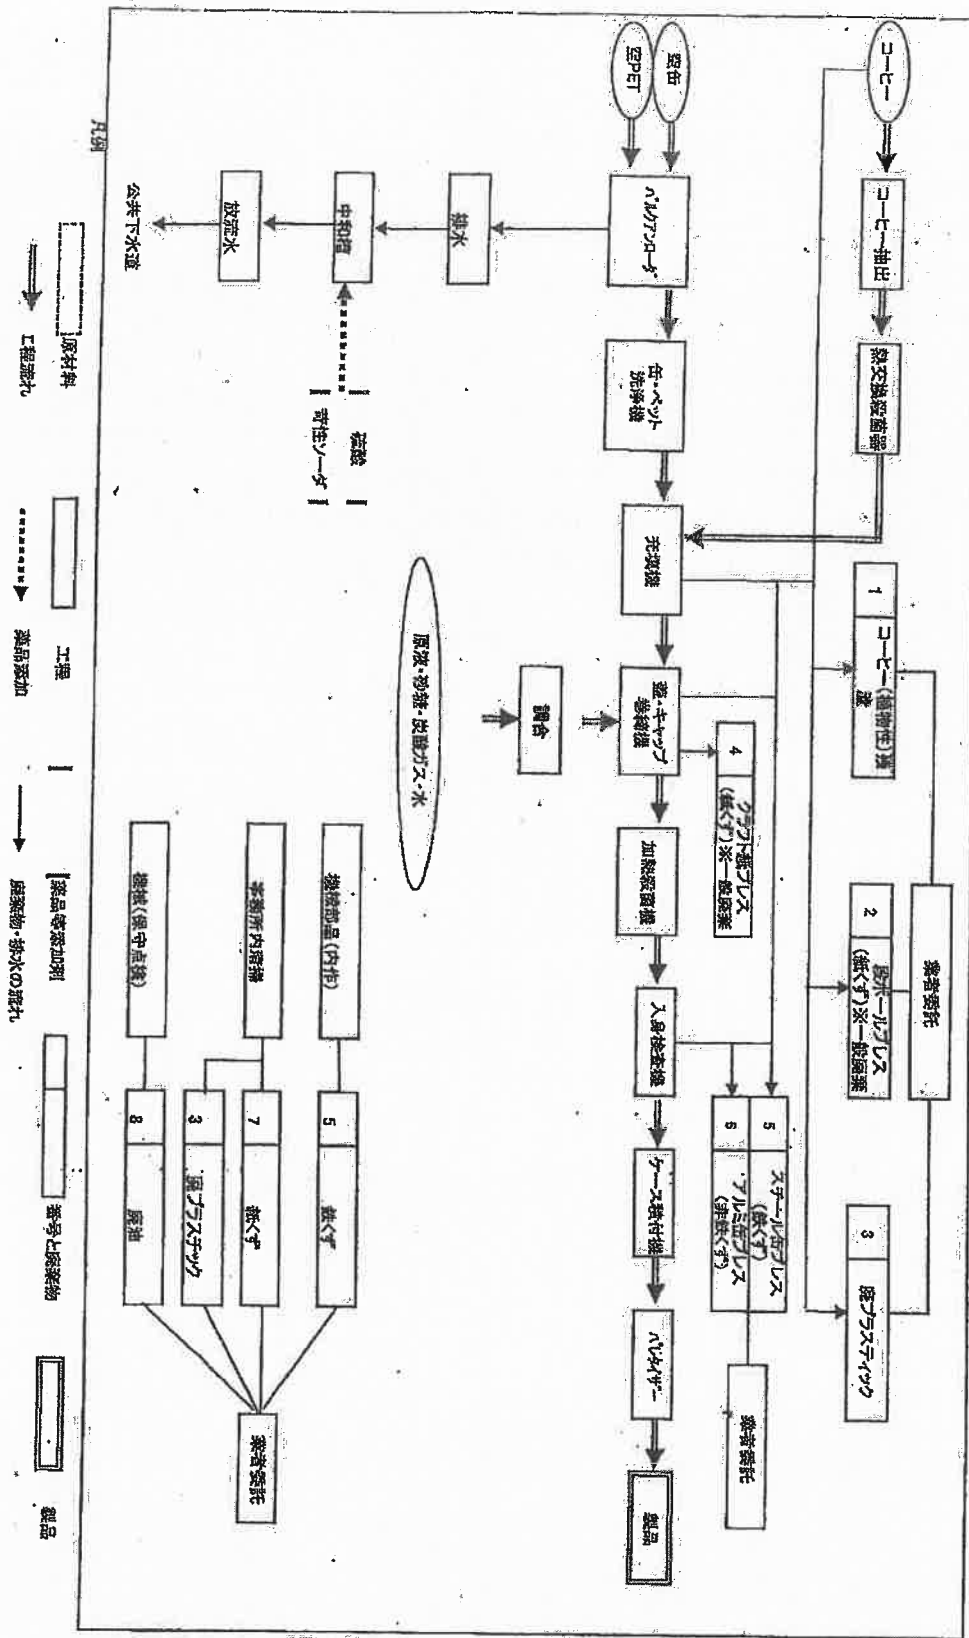 コーヒー
コーヒー抽出
熱交換殺菌器
1
コーヒー(植物性)残
渣
2
段ボールプレス
(紙くず)※一般廃棄
3
廃プラスティック
業者委託
空缶
空PET
バルクアンローダ
缶・ペット
洗浄機
充填機
蓋・キャップ
巻締機
加熱殺菌機
入身検査機
ケース積付機
パレタイザー
製品
4
クラフト紙プレス
(紙くず)※一般廃棄
5
スチール缶プレス
(鉄くず)
6
アルミ缶プレス
(非鉄くず)
業者委託
調合
原液・砂糖・炭酸ガス・水
排水
中和槽
放流水
公共下水道
硫酸
苛性ソーダ
機械部品(内作)
5
鉄くず
事務所内清掃
7
紙くず
3
廃プラスチック
機械(保守点検)
8
廃油
業者委託
凡例
原材料
工程
薬品等添加剤
番号と廃棄物
製品
工程流れ
薬品添加
廃棄物・排水の流れ